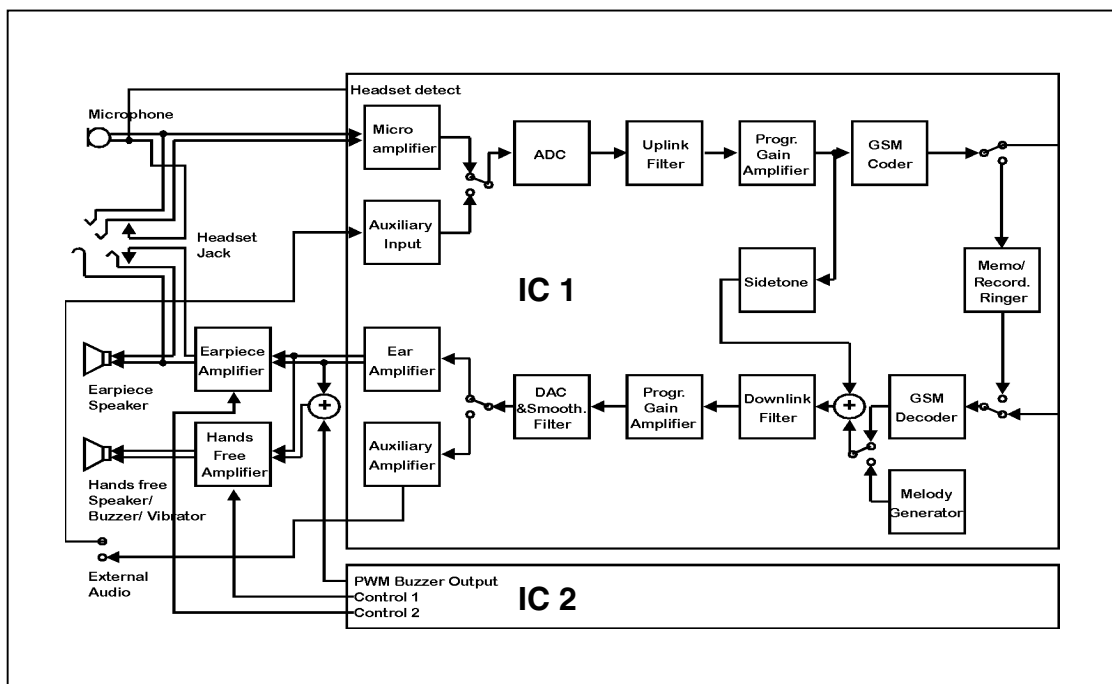 Headset detect
Microphone
Micro
amplifier
ADC
Uplink
Filter
Progr.
Gain
Amplifier
GSM
Coder
Auxiliary
Input
Headset
Jack
IC 1
Sidetone
Memo/
Record.
Ringer
Earpiece
Amplifier
Ear
Amplifier
DAC
&Smooth.
Filter
Progr.
Gain
Amplifier
Downlink
Filter
+
GSM
Decoder
Earpiece
Speaker
+
Hands
Free
Amplifier
Auxiliary
Amplifier
Melody
Generator
Hands free
Speaker/
Buzzer/ Vibrator
External
Audio
PWM Buzzer Output
Control 1
Control 2
IC 2